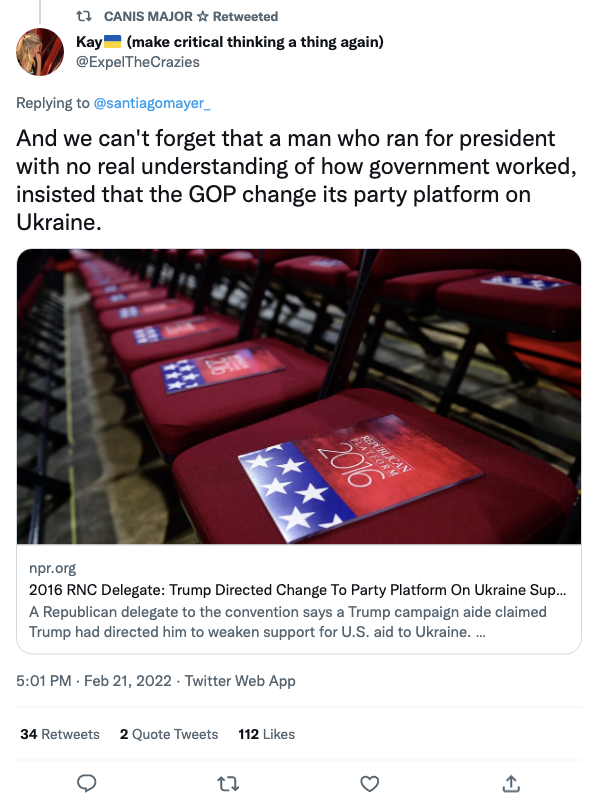 CANIS MAJOR ☆ Retweeted
Kay🇺🇦 (make critical thinking a thing again)
@ExpelTheCrazies
Replying to @santiagomayer_
And we can't forget that a man who ran for president
with no real understanding of how government worked,
insisted that the GOP change its party platform on
Ukraine.
REPUBLICAN
PLATFORM
2016
npr.org
2016 RNC Delegate: Trump Directed Change To Party Platform On Ukraine Sup...
A Republican delegate to the convention says a Trump campaign aide claimed
Trump had directed him to weaken support for U.S. aid to Ukraine. ...
5:01 PM · Feb 21, 2022 · Twitter Web App
34 Retweets 2 Quote Tweets 112 Likes